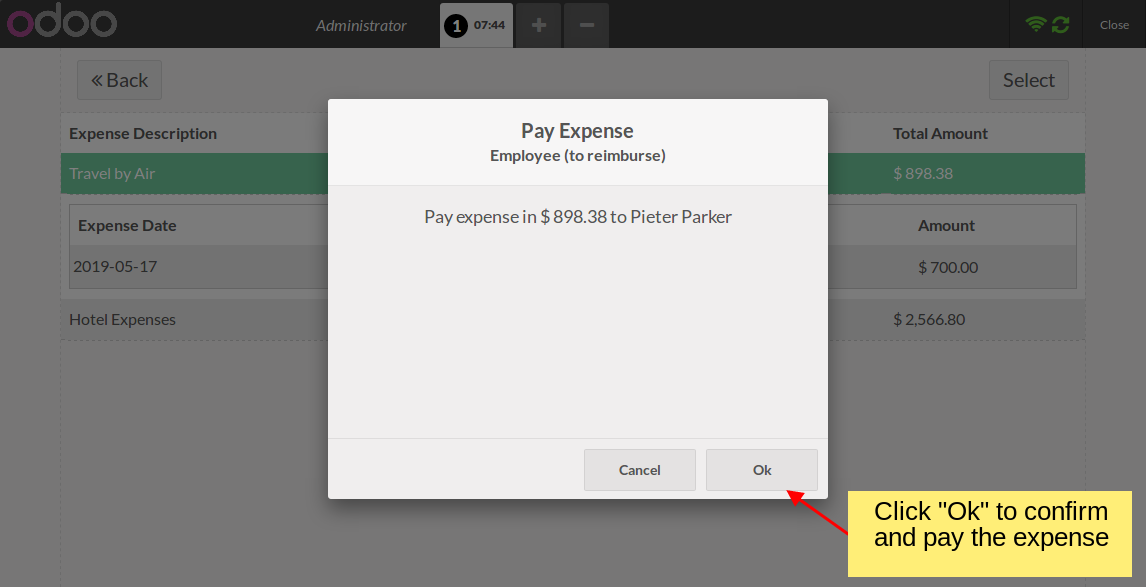 odoo
Administrator
1 07:44
Close
Back
Select
Pay Expense
Employee (to reimburse)
Expense Description
Total Amount
Travel by Air
$ 898.38
Pay expense in $ 898.38 to Pieter Parker
Expense Date
Amount
2019-05-17
$ 700.00
Hotel Expenses
$ 2,566.80
Cancel
Ok
Click "Ok" to confirm
and pay the expense